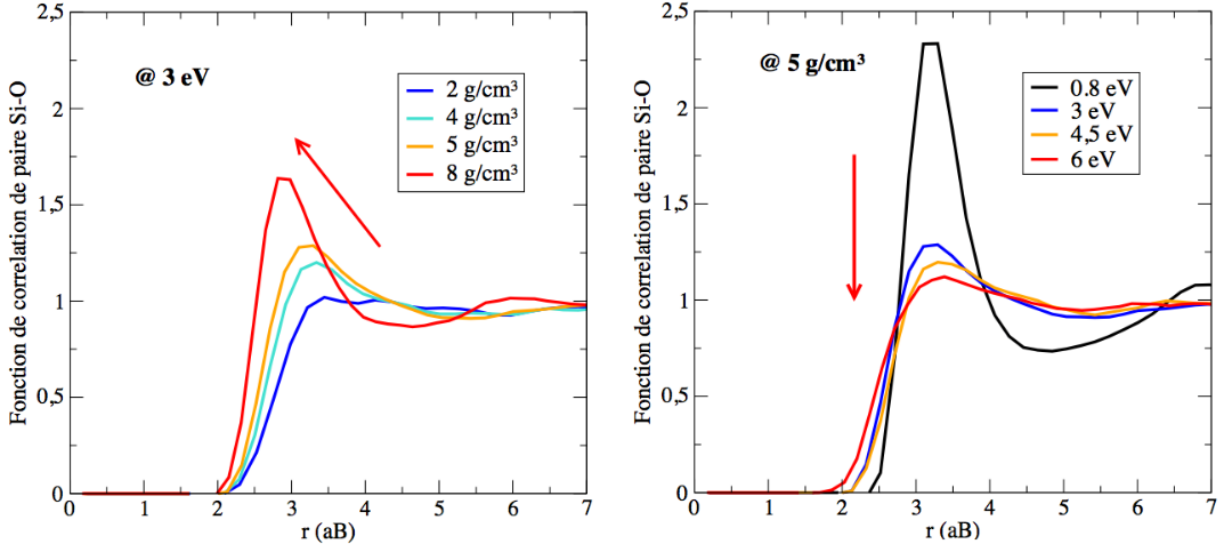 Fonction de correlation de paire Si-O
2,5
2
1,5
1
0,5
0
@ 3 eV
2 g/cm³
4 g/cm³
5 g/cm³
8 g/cm³
0 1 2 3 4 5 6 7
r (aB)
Fonction de correlation de paire Si-O
2,5
2
1,5
1
0,5
0
@ 5 g/cm³
0.8 eV
3 eV
4,5 eV
6 eV
0 1 2 3 4 5 6 7
r (aB)